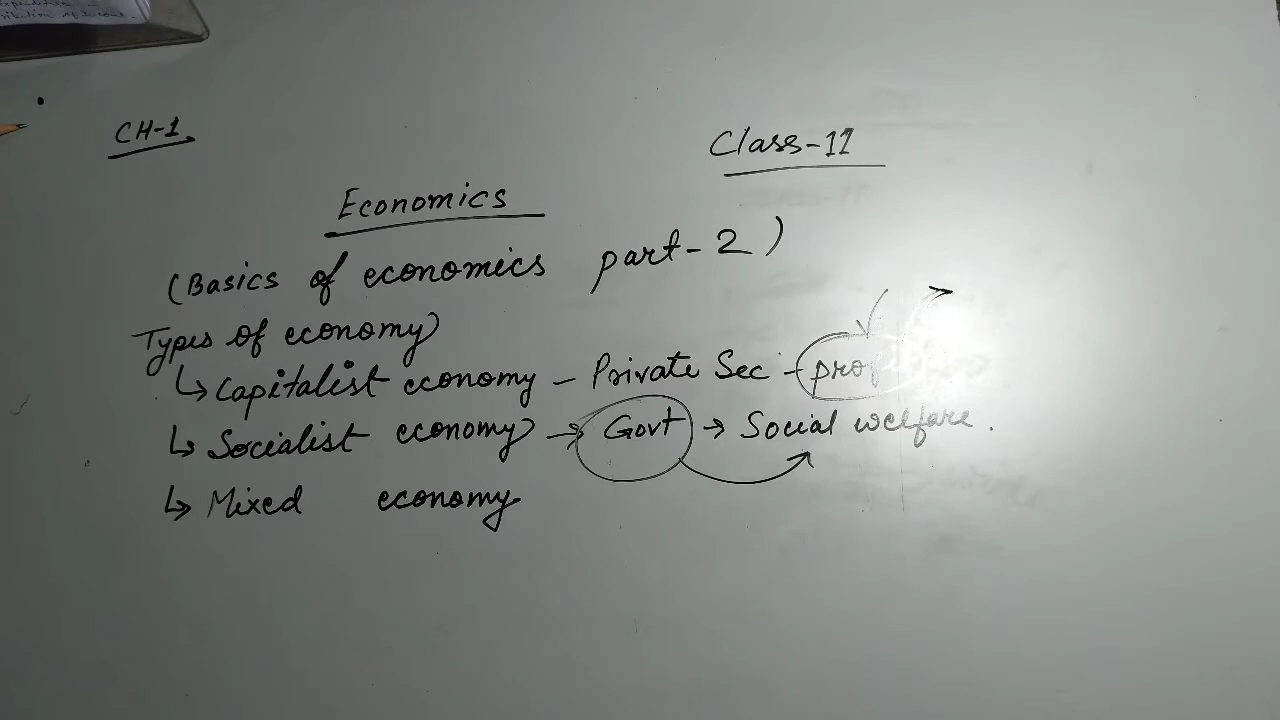 CH-1
Class-11
Economics
(Basics of economics part-2)
Types of economy
↳ Capitalist economy - Private Sec -
↳ Socialist economy → Govt → Social welfare.
↳ Mixed economy